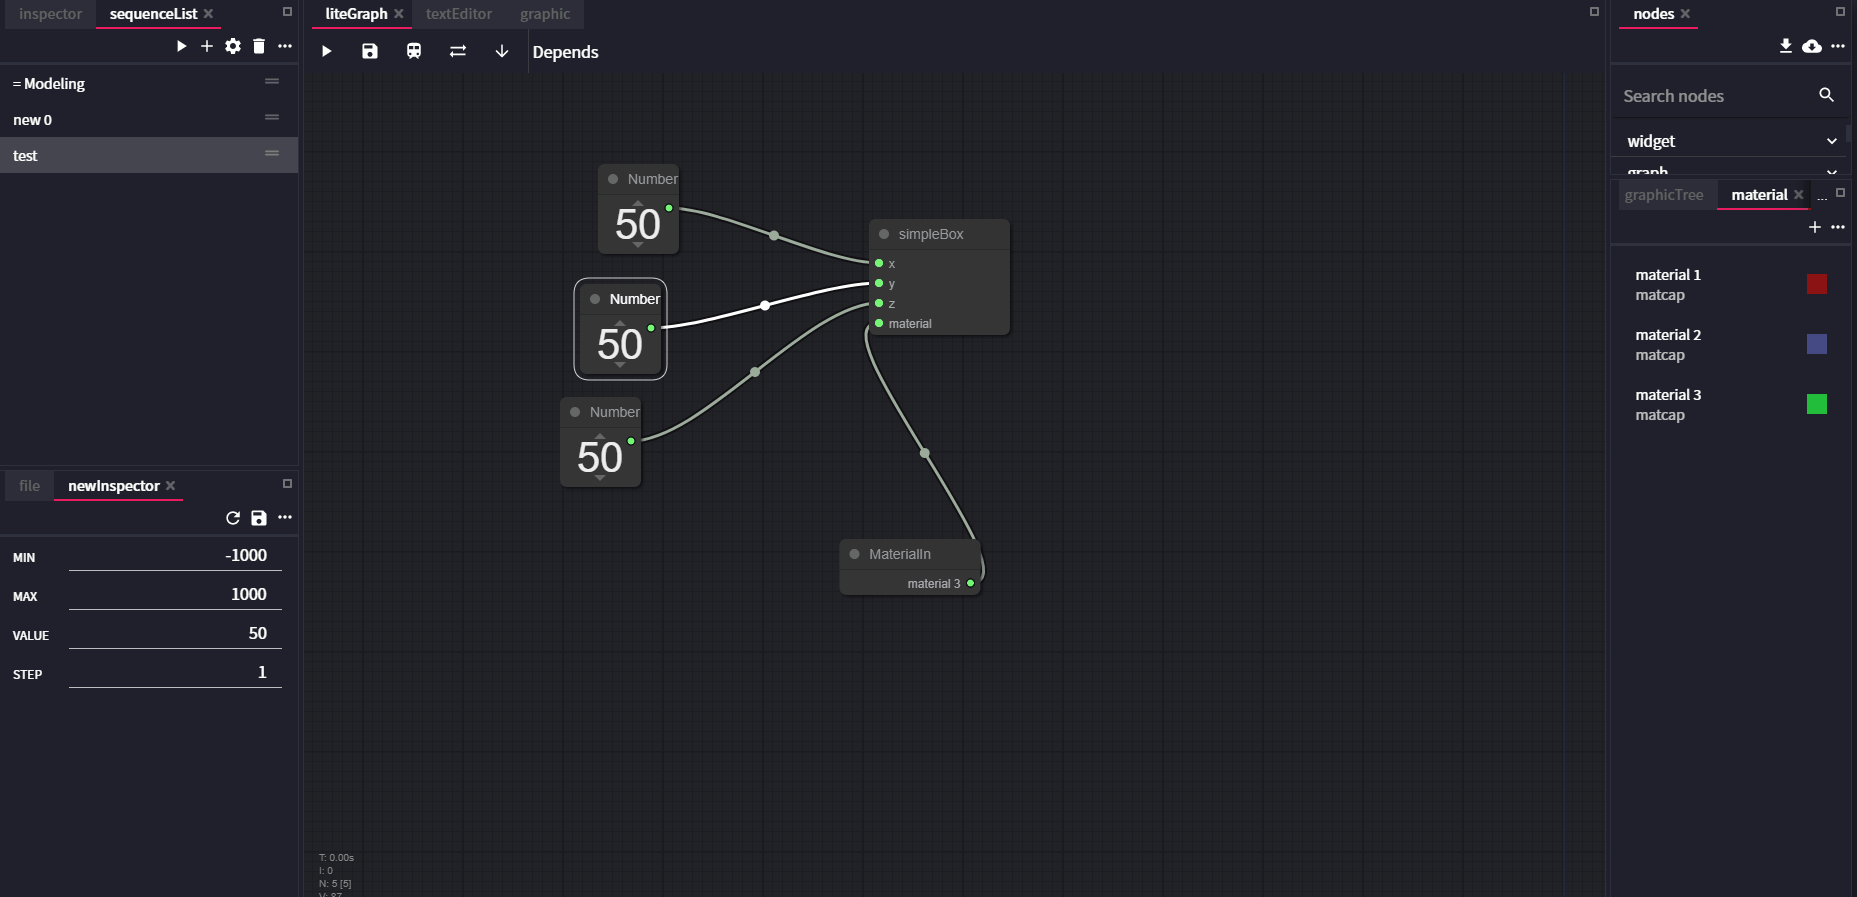 inspector
sequenceList
= Modeling
new 0
test
file
newInspector
MIN -1000
MAX 1000
VALUE 50
STEP 1
liteGraph
textEditor
graphic
Depends
Number
50
Number
50
Number
50
simpleBox
x
y
z
material
MaterialIn
material 3
T: 0.00s
I: 0
N: 5 [5]
nodes
Search nodes
widget
graph
graphicTree
material
...
material 1
matcap
material 2
matcap
material 3
matcap